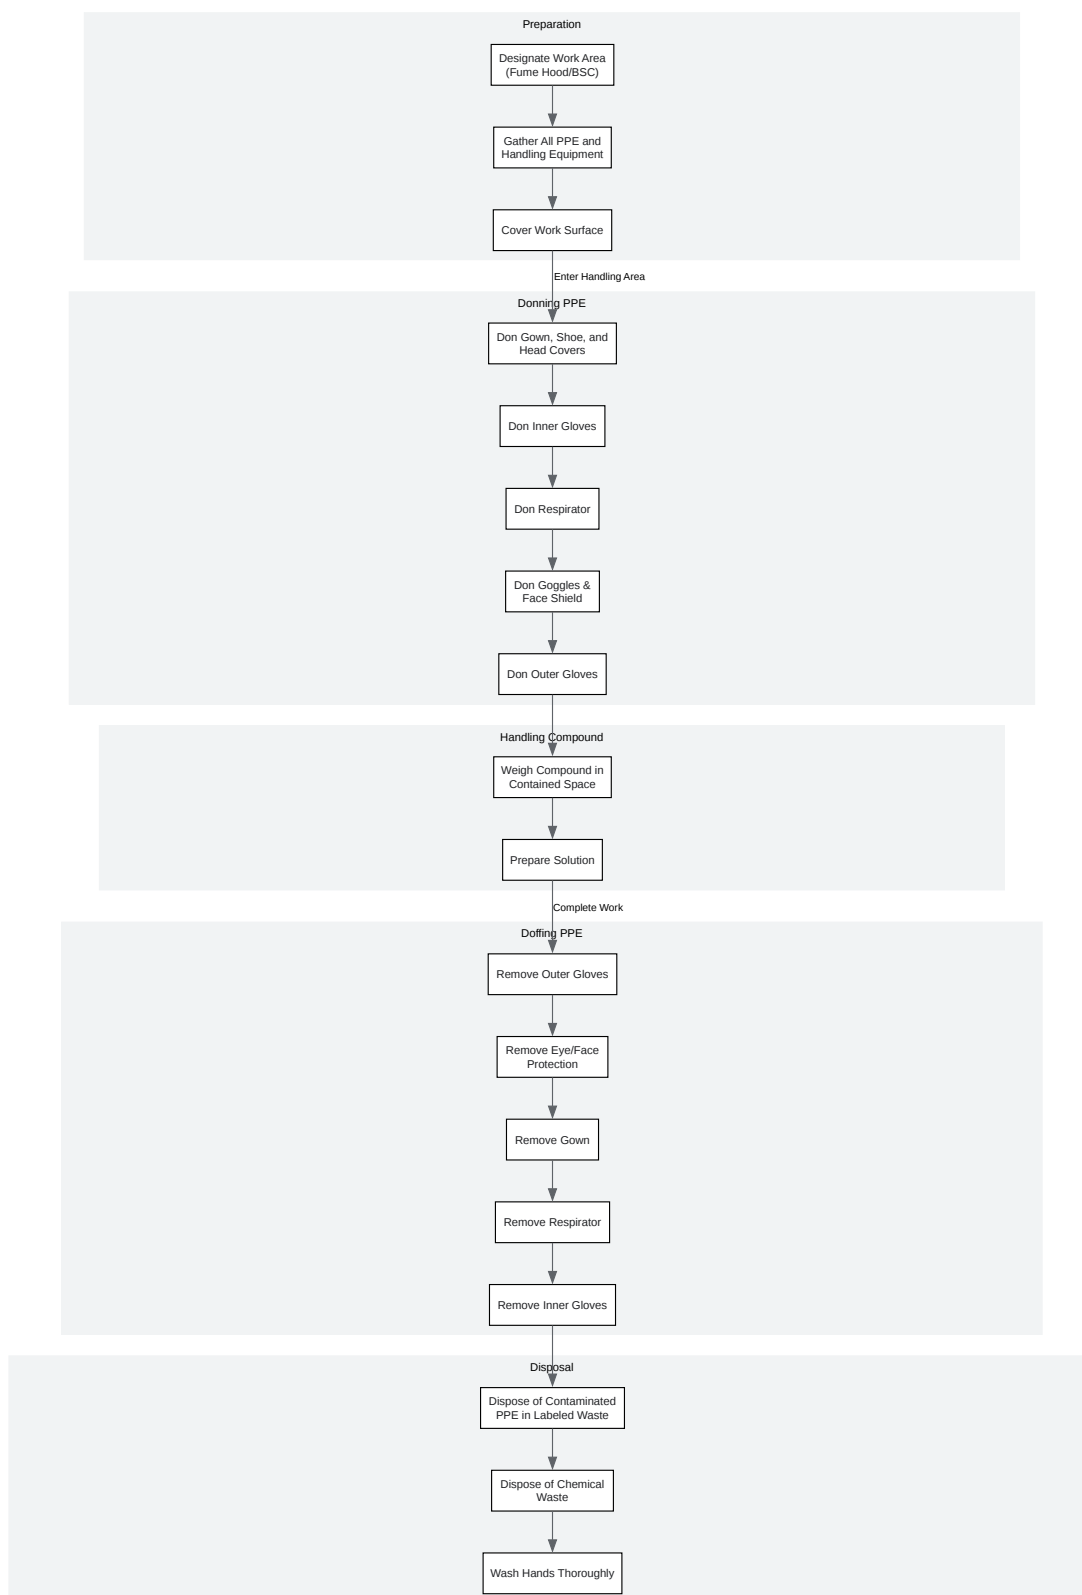 Preparation
Designate Work Area
(Fume Hood/BSC)
Gather All PPE and
Handling Equipment
Cover Work Surface
Enter Handling Area
Donning PPE
Don Gown, Shoe, and
Head Covers
Don Inner Gloves
Don Respirator
Don Goggles &
Face Shield
Don Outer Gloves
Handling Compound
Weigh Compound in
Contained Space
Prepare Solution
Complete Work
Doffing PPE
Remove Outer Gloves
Remove Eye/Face
Protection
Remove Gown
Remove Respirator
Remove Inner Gloves
Disposal
Dispose of Contaminated
PPE in Labeled Waste
Dispose of Chemical
Waste
Wash Hands Thoroughly